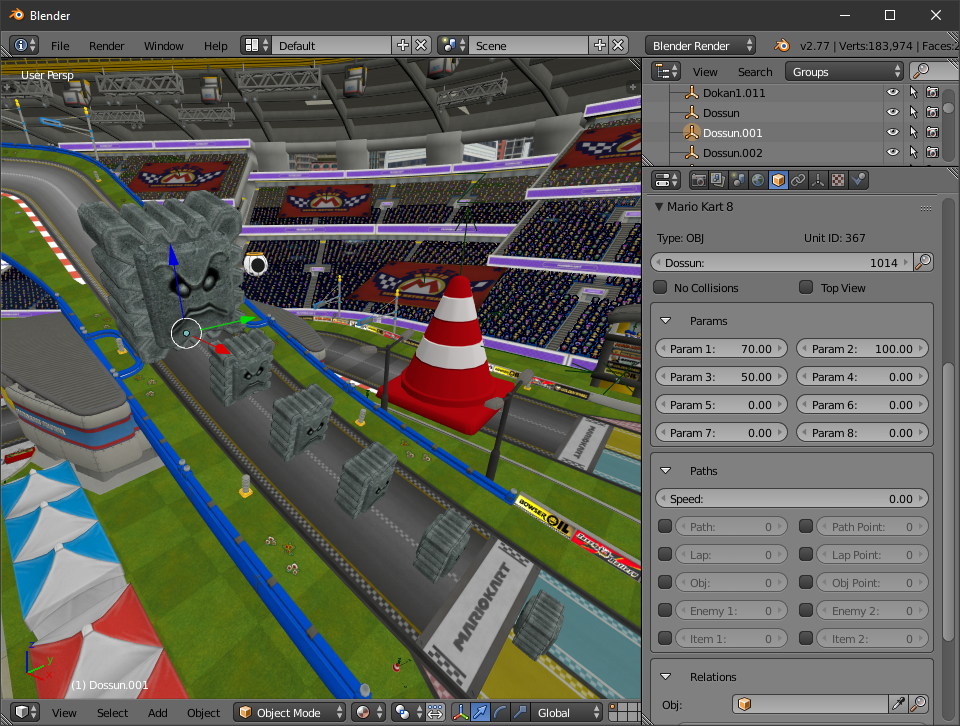 Blender
File Render Window Help Default Scene Blender Render v2.77 | Verts:183,974 | Faces:2
User Persp
View Search Groups
Dokan1.011
Dossun
Dossun.001
Dossun.002
Mario Kart 8
Type: OBJ Unit ID: 367
Dossun: 1014
No Collisions Top View
Params
Param 1: 70.00 Param 2: 100.00
Param 3: 50.00 Param 4: 0.00
Param 5: 0.00 Param 6: 0.00
Param 7: 0.00 Param 8: 0.00
Paths
Speed: 0.00
Path: 0 Path Point: 0
Lap: 0 Lap Point: 0
Obj: 0 Obj Point: 0
Enemy 1: 0 Enemy 2: 0
Item 1: 0 Item 2: 0
Relations
Obj:
MARIOKART
BOWSER OIL
MARIOKART
z
y
(1) Dossun.001
View Select Add Object Object Mode Global